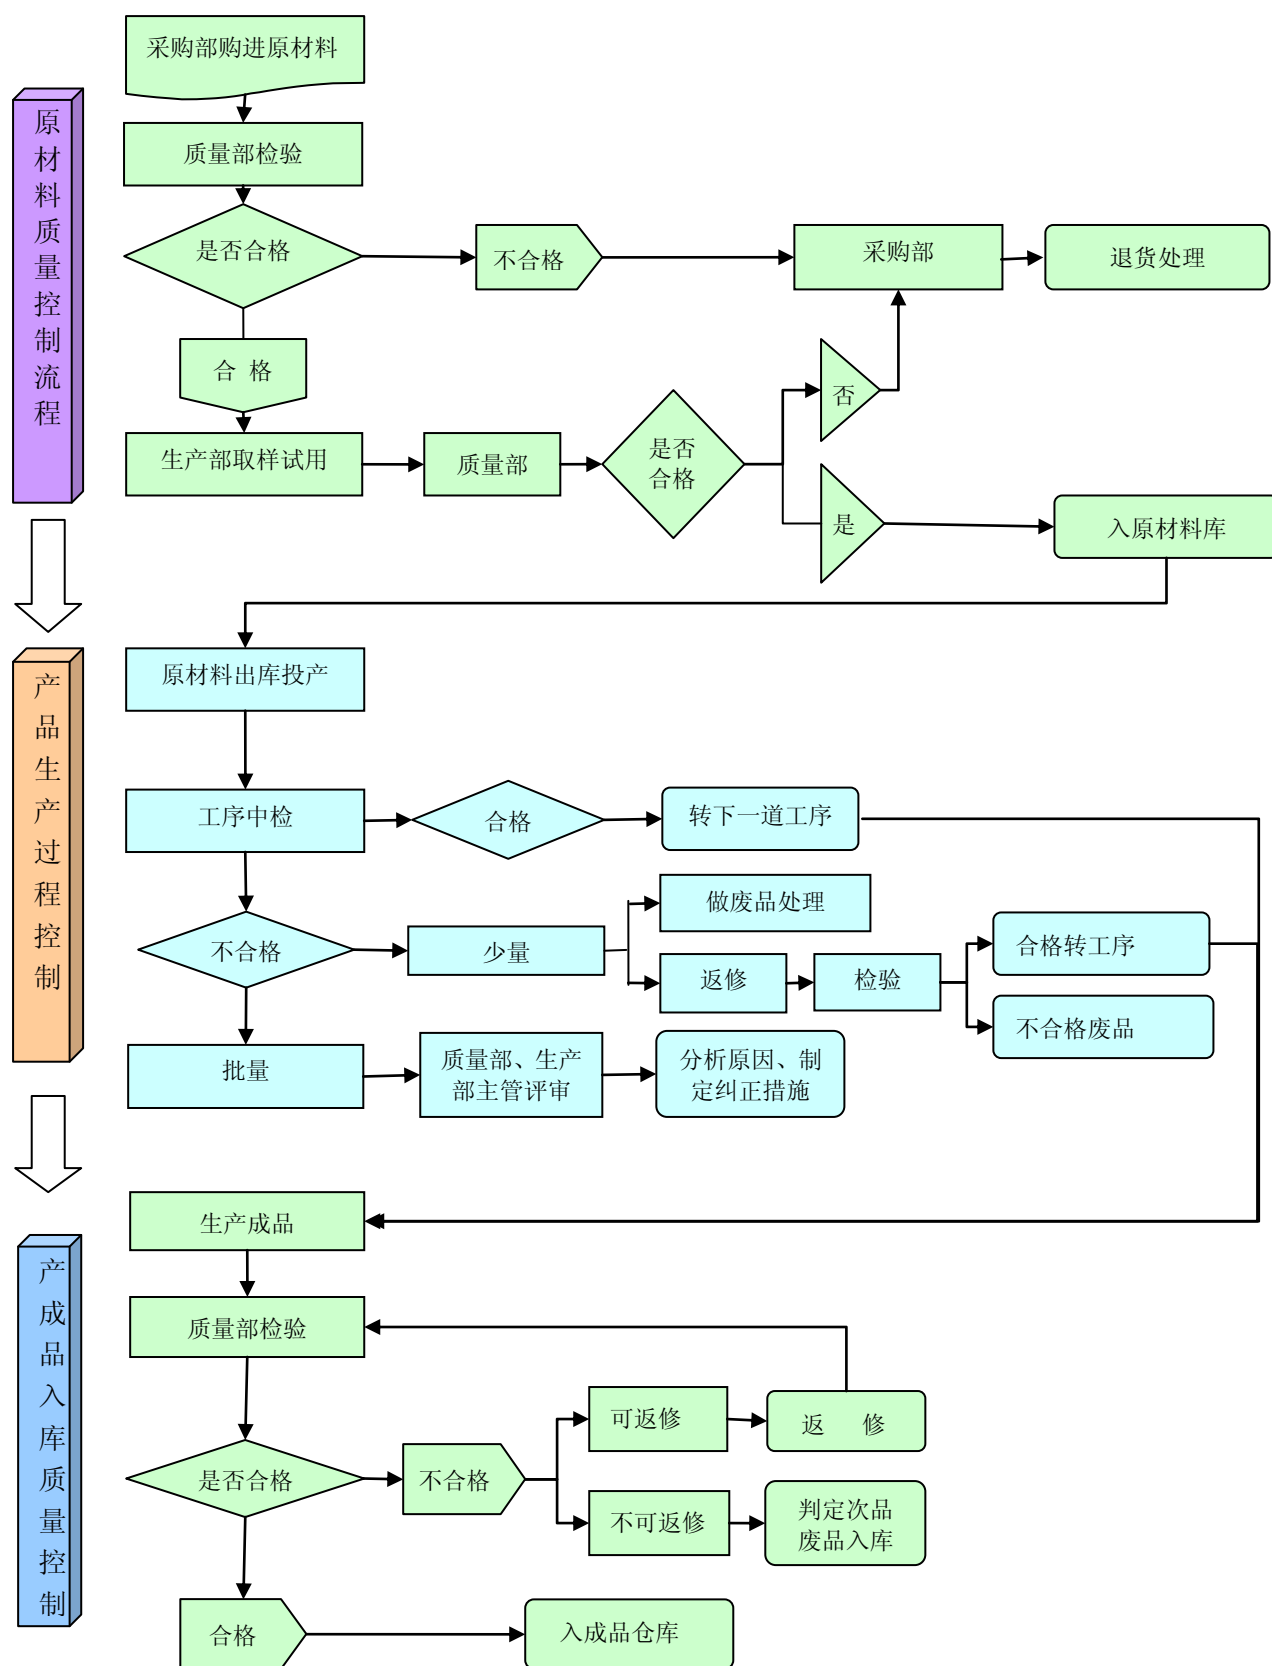 原材料质量控制流程
采购部购进原材料
质量部检验
是否合格
不合格
采购部
退货处理
合 格
生产部取样试用
质量部
是否
合格
否
是
入原材料库
产品生产过程控制
原材料出库投产
工序中检
合格
转下一道工序
不合格
少量
做废品处理
返修
检验
合格转工序
不合格废品
批量
质量部、生产
部主管评审
分析原因、制
定纠正措施
产成品入库质量控制
生产成品
质量部检验
是否合格
不合格
可返修
返 修
不可返修
判定次品
废品入库
合格
入成品仓库